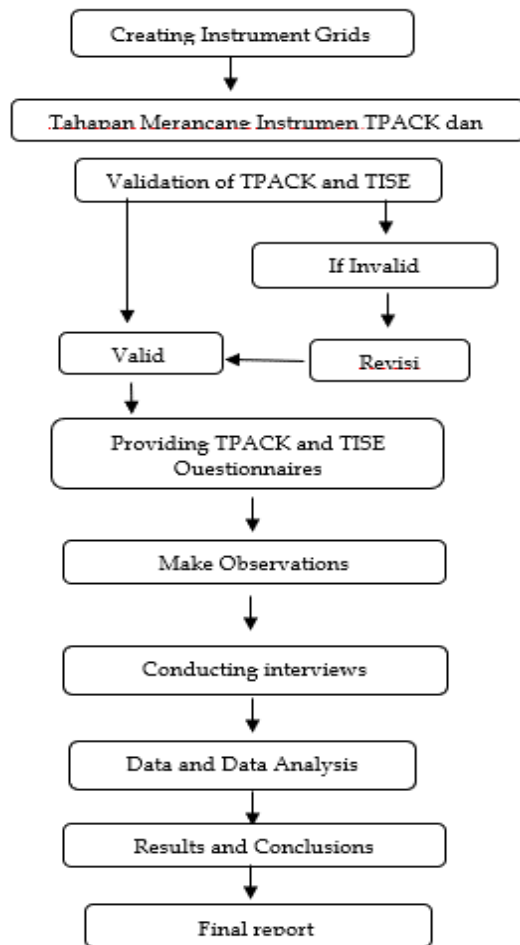 Creating Instrument Grids
Tahapan Merancang Instrumen TPACK dan
Validation of TPACK and TISE
If Invalid
Valid
Revisi
Providing TPACK and TISE
Questionnaires
Make Observations
Conducting interviews
Data and Data Analysis
Results and Conclusions
Final report